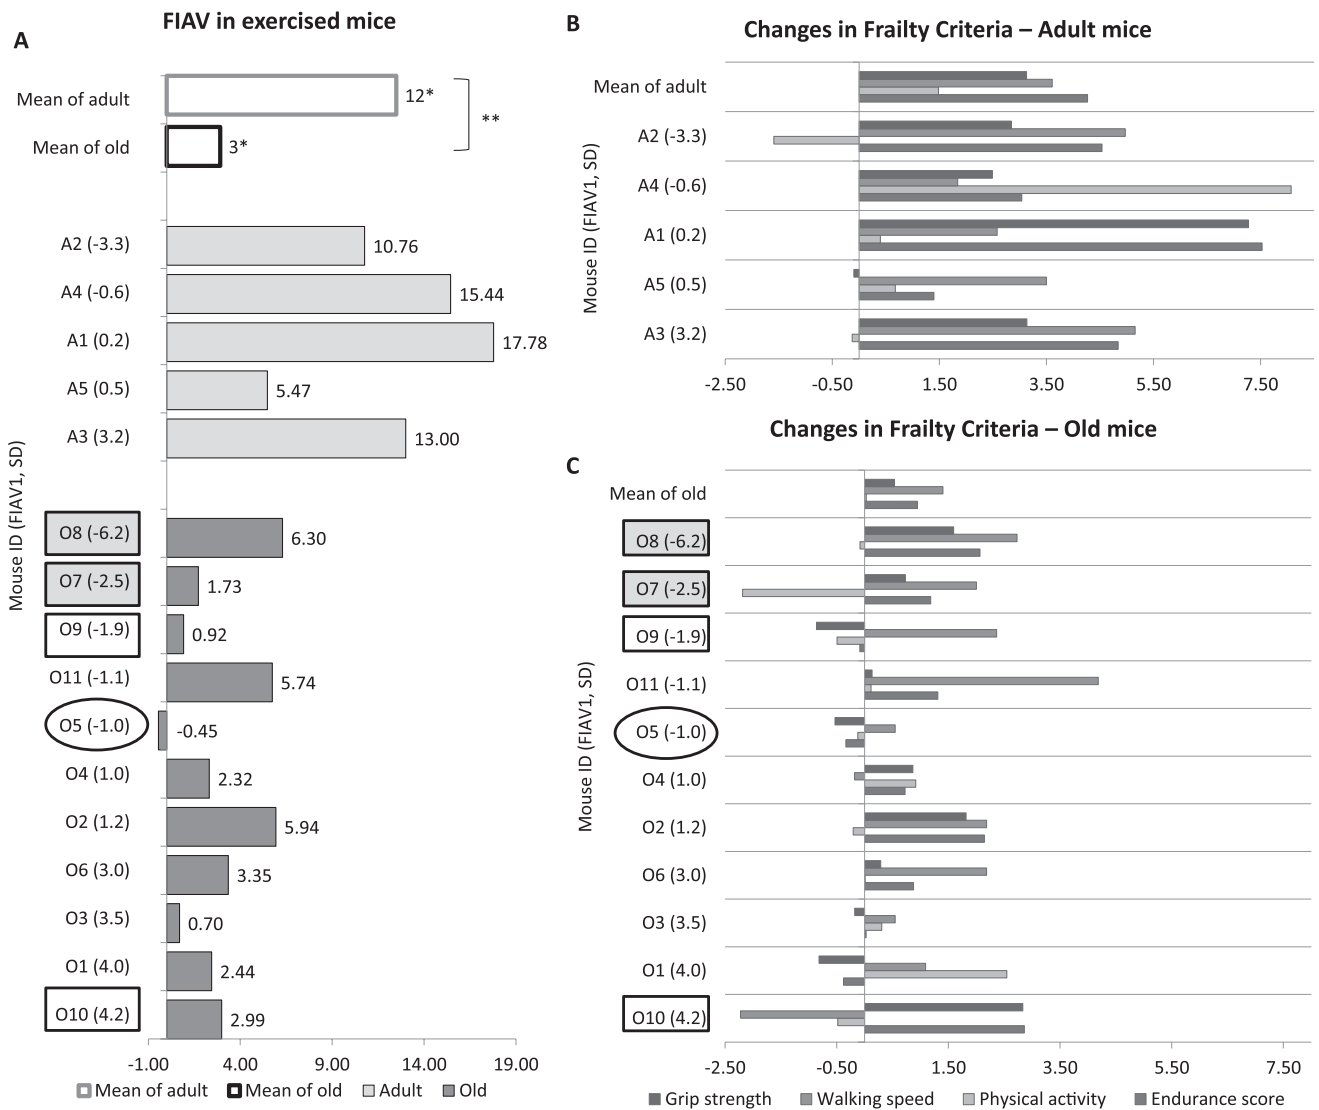 FIAV in exercised mice
A
Mean of adult
12*
**
Mean of old
3*
A2 (-3.3)
10.76
A4 (-0.6)
15.44
A1 (0.2)
17.78
A5 (0.5)
5.47
A3 (3.2)
13.00
Mouse ID (FIAV1, SD)
O8 (-6.2)
6.30
O7 (-2.5)
1.73
O9 (-1.9)
0.92
O11 (-1.1)
5.74
O5 (-1.0)
-0.45
O4 (1.0)
2.32
O2 (1.2)
5.94
O6 (3.0)
3.35
O3 (3.5)
0.70
O1 (4.0)
2.44
O10 (4.2)
2.99
-1.00 4.00 9.00 14.00 19.00
Mean of adult Mean of old Adult Old
B
Changes in Frailty Criteria – Adult mice
Mean of adult
A2 (-3.3)
A4 (-0.6)
A1 (0.2)
A5 (0.5)
A3 (3.2)
Mouse ID (FIAV1, SD)
-2.50 -0.50 1.50 3.50 5.50 7.50
Changes in Frailty Criteria – Old mice
C
Mean of old
O8 (-6.2)
O7 (-2.5)
O9 (-1.9)
O11 (-1.1)
O5 (-1.0)
O4 (1.0)
O2 (1.2)
O6 (3.0)
O3 (3.5)
O1 (4.0)
O10 (4.2)
Mouse ID (FIAV1, SD)
-2.50 -0.50 1.50 3.50 5.50 7.50
Grip strength Walking speed Physical activity Endurance score